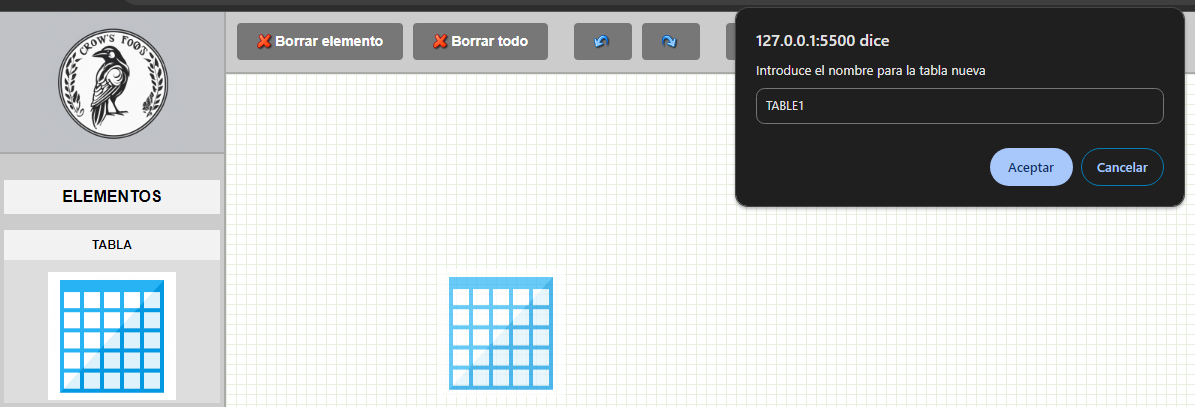 CROW'S FOOT
Borrar elemento
Borrar todo
127.0.0.1:5500 dice
Introduce el nombre para la tabla nueva
TABLE1
Aceptar
Cancelar
ELEMENTOS
TABLA